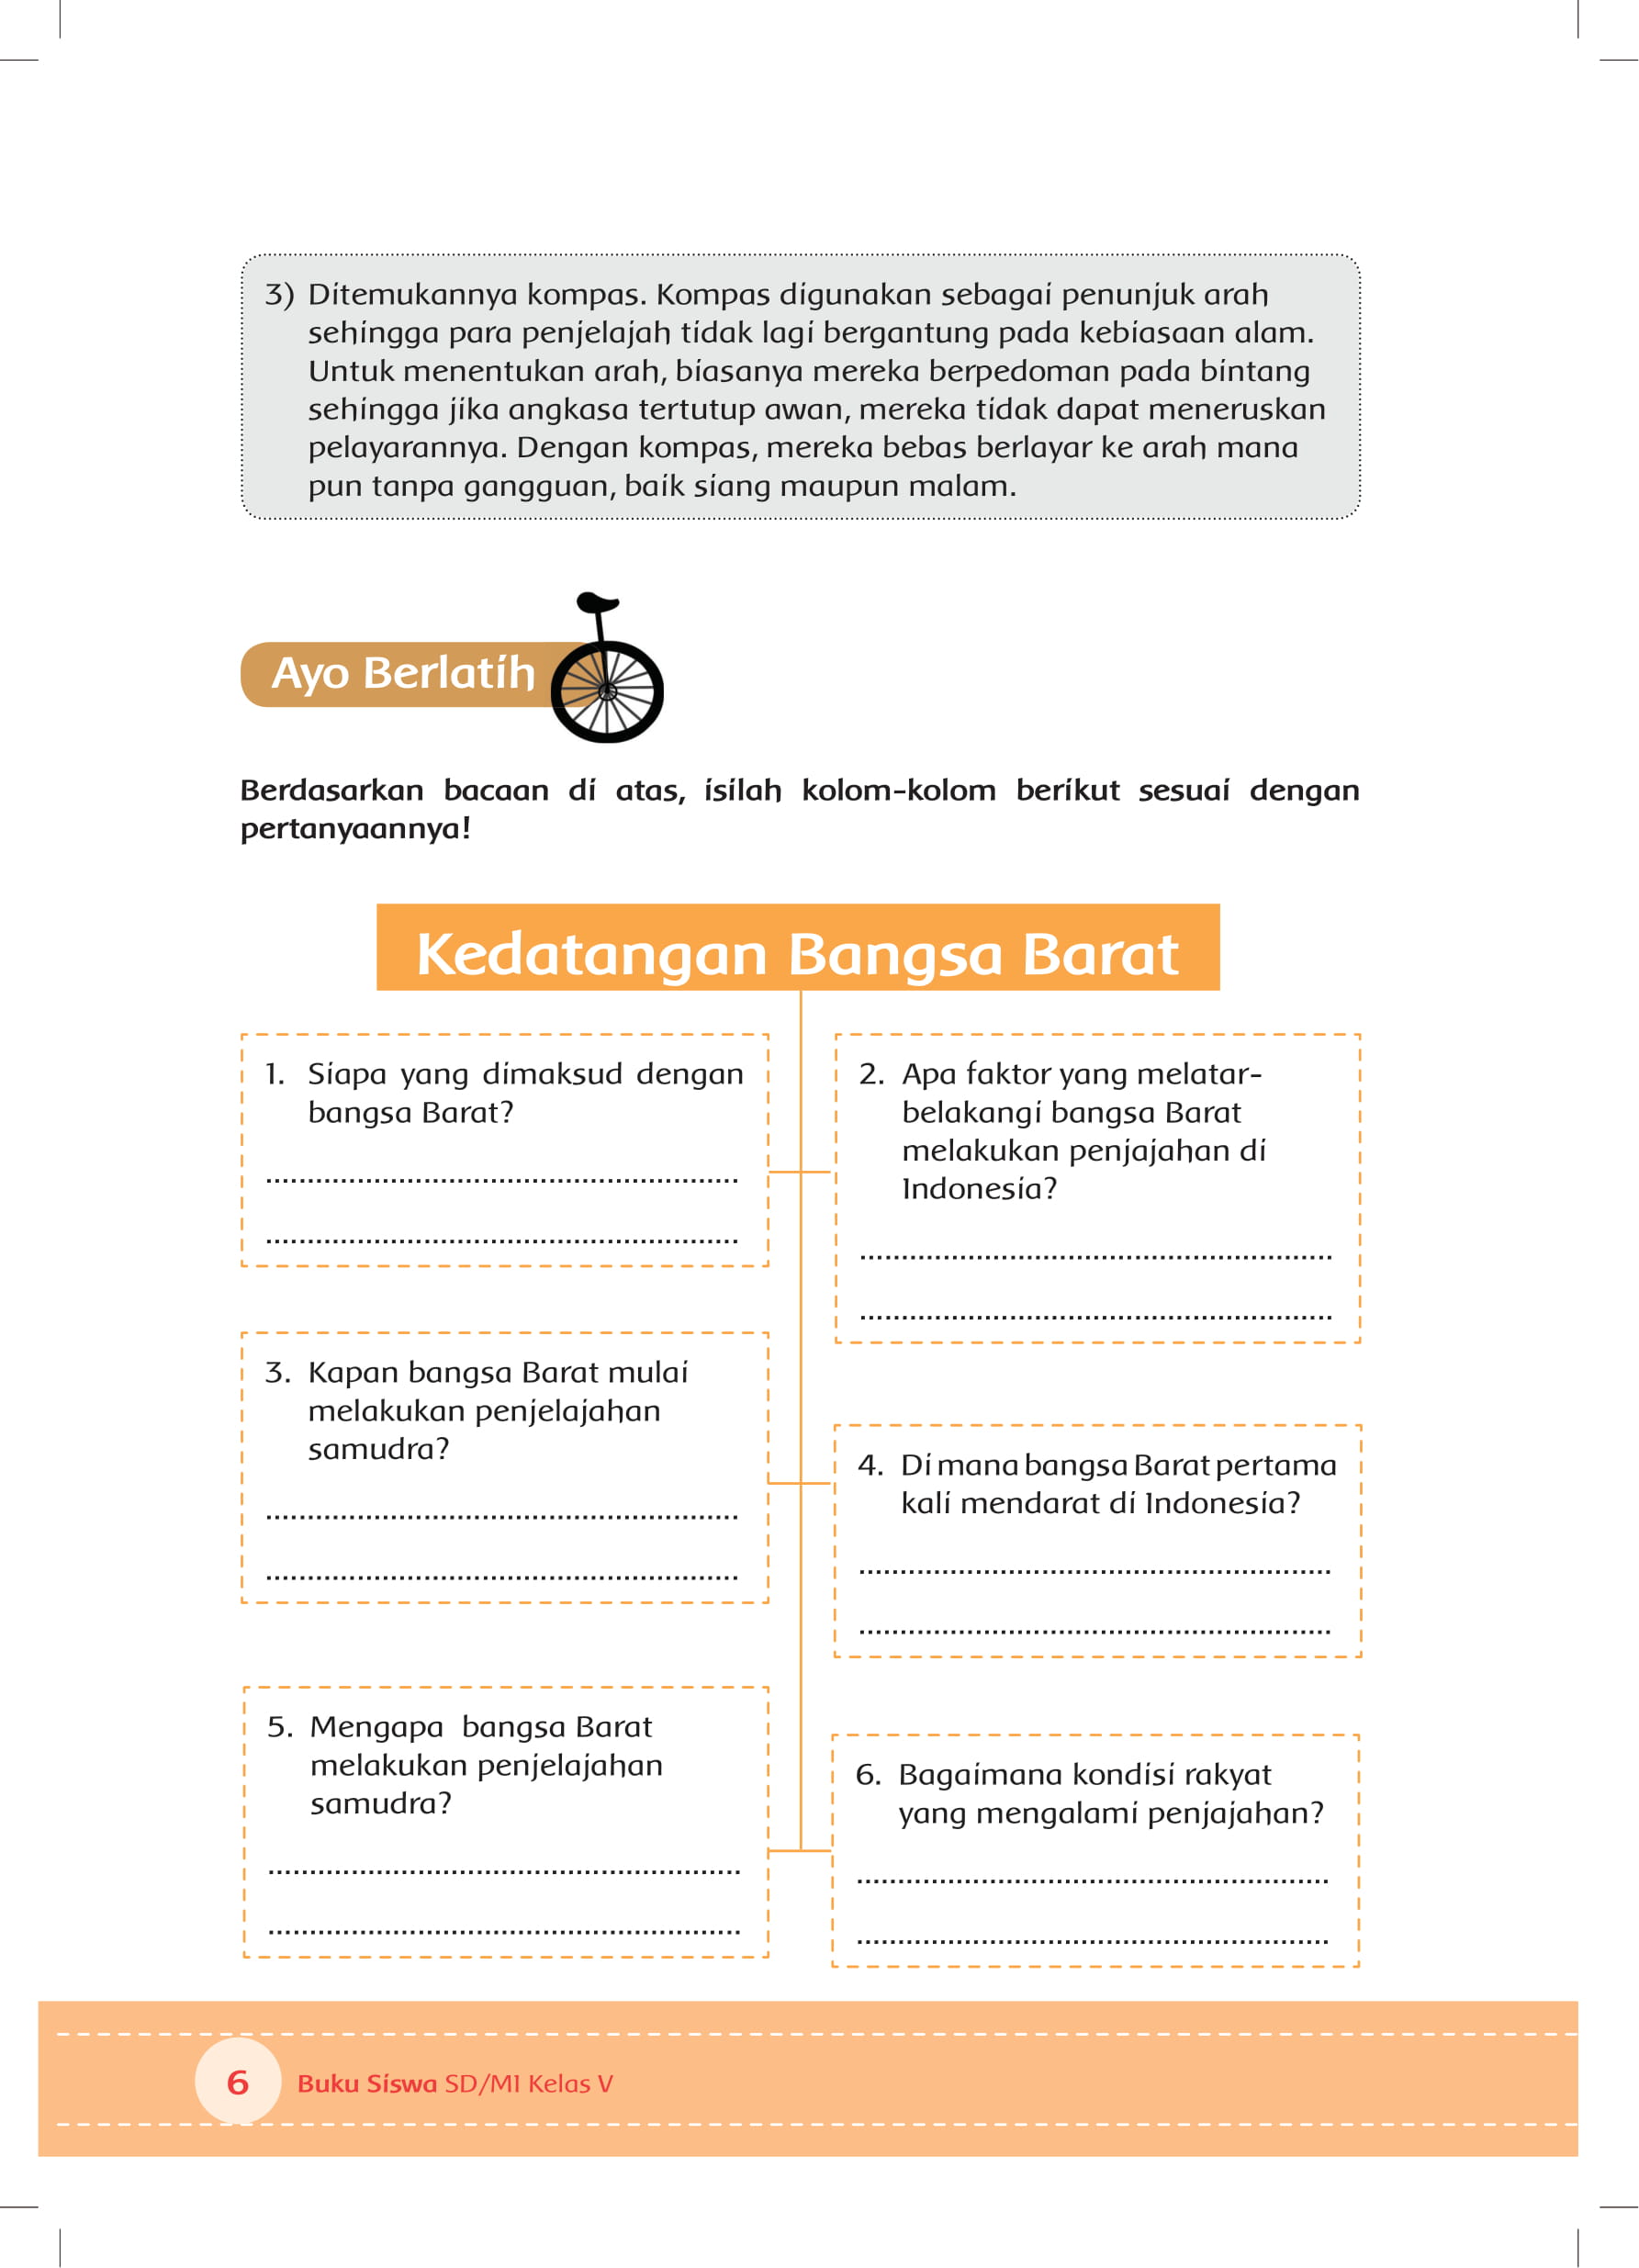 3) Ditemukannya kompas. Kompas digunakan sebagai penunjuk arah
sehingga para penjelajah tidak lagi bergantung pada kebiasaan alam.
Untuk menentukan arah, biasanya mereka berpedoman pada bintang
sehingga jika angkasa tertutup awan, mereka tidak dapat meneruskan
pelayarannya. Dengan kompas, mereka bebas berlayar ke arah mana
pun tanpa gangguan, baik siang maupun malam.
Ayo Berlatih
Berdasarkan bacaan di atas, isilah kolom-kolom berikut sesuai dengan
pertanyaannya!
Kedatangan Bangsa Barat
1. Siapa yang dimaksud dengan
bangsa Barat?
2. Apa faktor yang melatar-
belakangi bangsa Barat
melakukan penjajahan di
Indonesia?
3. Kapan bangsa Barat mulai
melakukan penjelajahan
samudra?
4. Di mana bangsa Barat pertama
kali mendarat di Indonesia?
5. Mengapa bangsa Barat
melakukan penjelajahan
samudra?
6. Bagaimana kondisi rakyat
yang mengalami penjajahan?
6 Buku Siswa SD/MI Kelas V